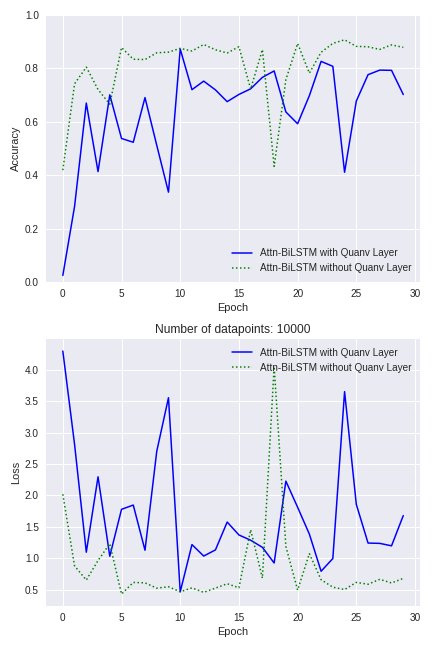 1.0
0.8
0.6
0.4
0.2
0.0
Accuracy
Attn-BiLSTM with Quanv Layer
Attn-BiLSTM without Quanv Layer
0 5 10 15 20 25 30
Epoch
Number of datapoints: 10000
4.0
3.5
3.0
2.5
2.0
1.5
1.0
0.5
Loss
Attn-BiLSTM with Quanv Layer
Attn-BiLSTM without Quanv Layer
0 5 10 15 20 25 30
Epoch